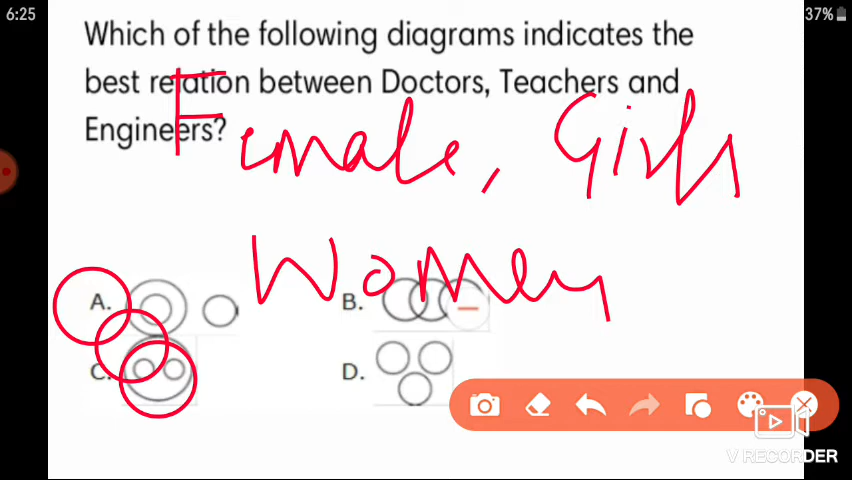 6:25
37%
Which of the following diagrams indicates the
best relation between Doctors, Teachers and
Engineers?
Female, Girls
Women
A.
B.
C.
D.
V RECORDER